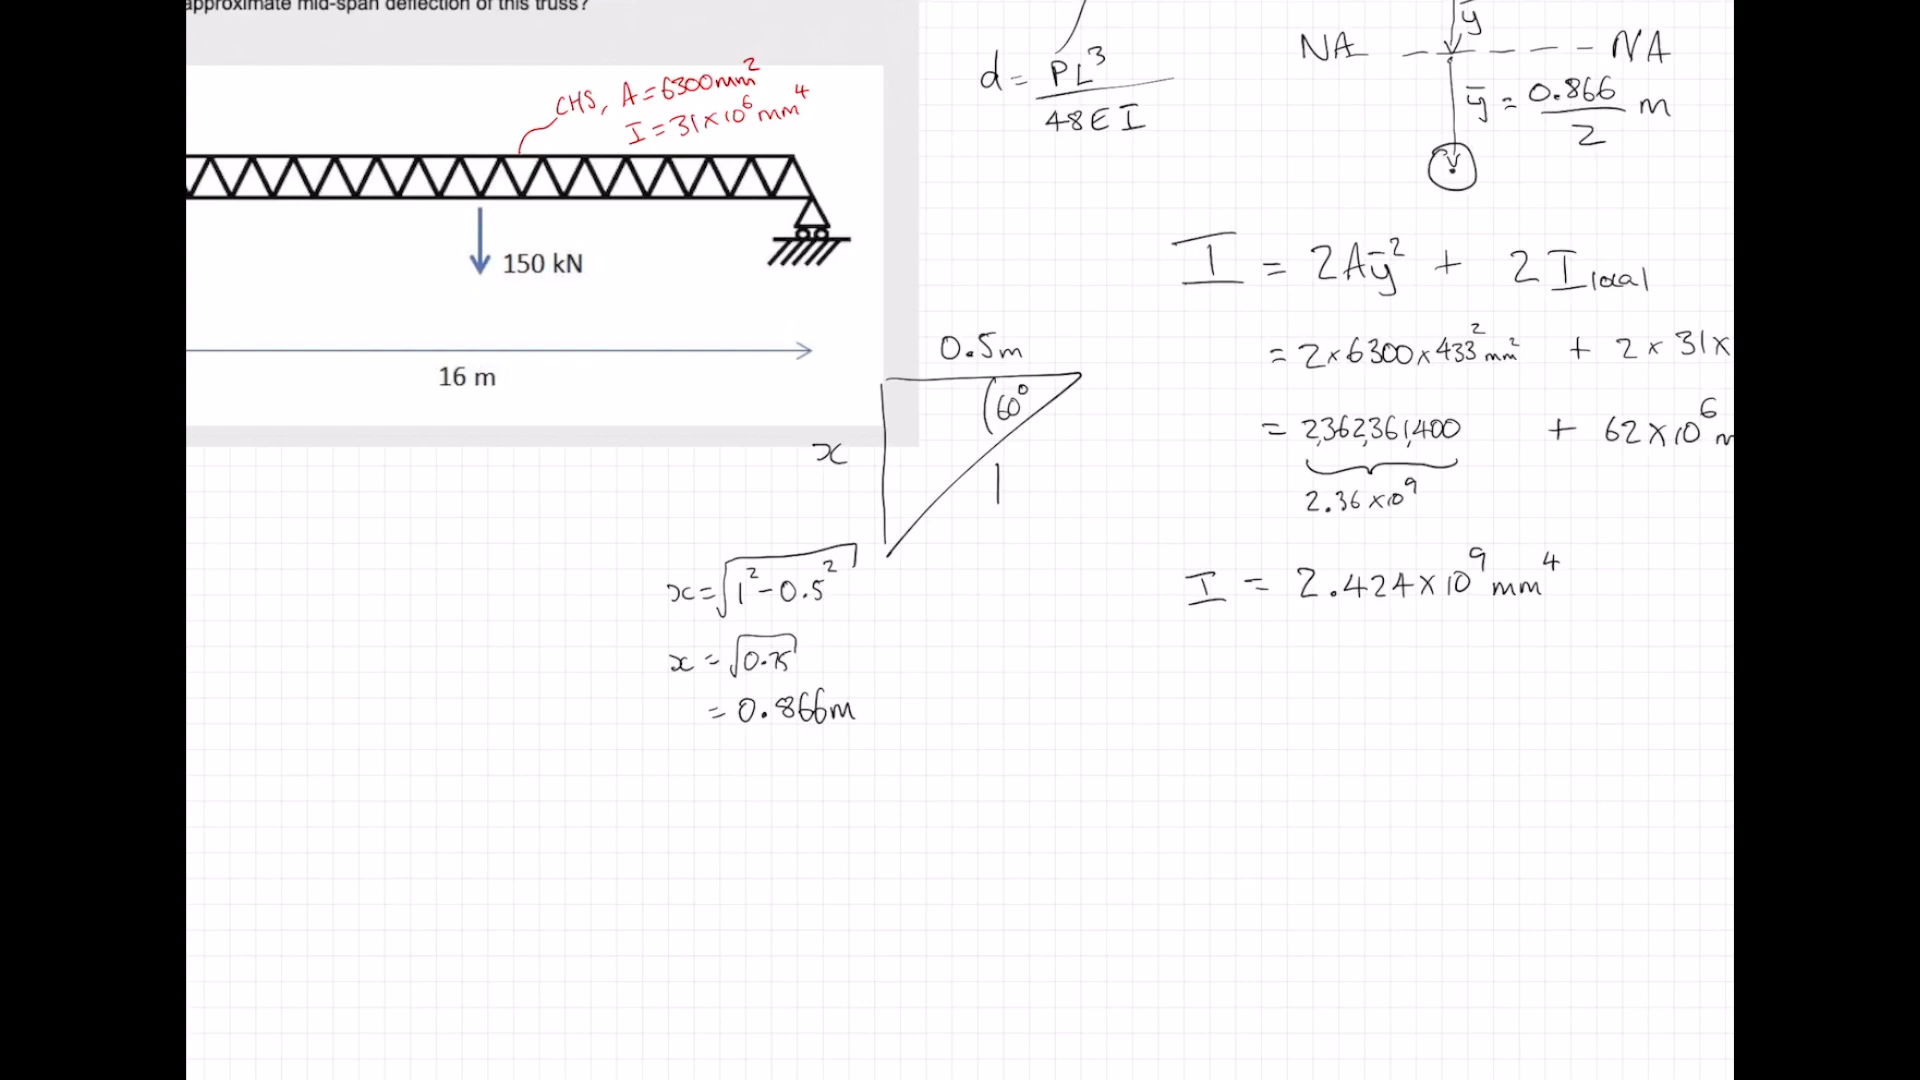 approximate mid-span deflection of this truss?
CHS, A = 6300mm²
I = 31×10⁶ mm⁴
150 kN
16 m
d = PL³ / 48EI
ȳ
NA - - - - NA
ȳ = 0.866 / 2 m
0.5m
60°
x
1
x = √1² - 0.5²
x = √0.75
= 0.866m
I = 2Aȳ² + 2 I local
= 2×6300×433² mm² + 2 × 31×
= 2,362,361,400 + 62×10⁶
2.36×10⁹
I = 2.424×10⁹ mm⁴